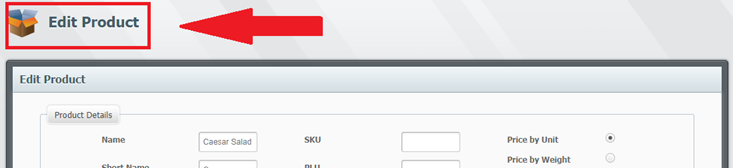 Edit Product
Edit Product
Product Details
Name Caesar Salad SKU Price by Unit
Short Name PLU Price by Weight